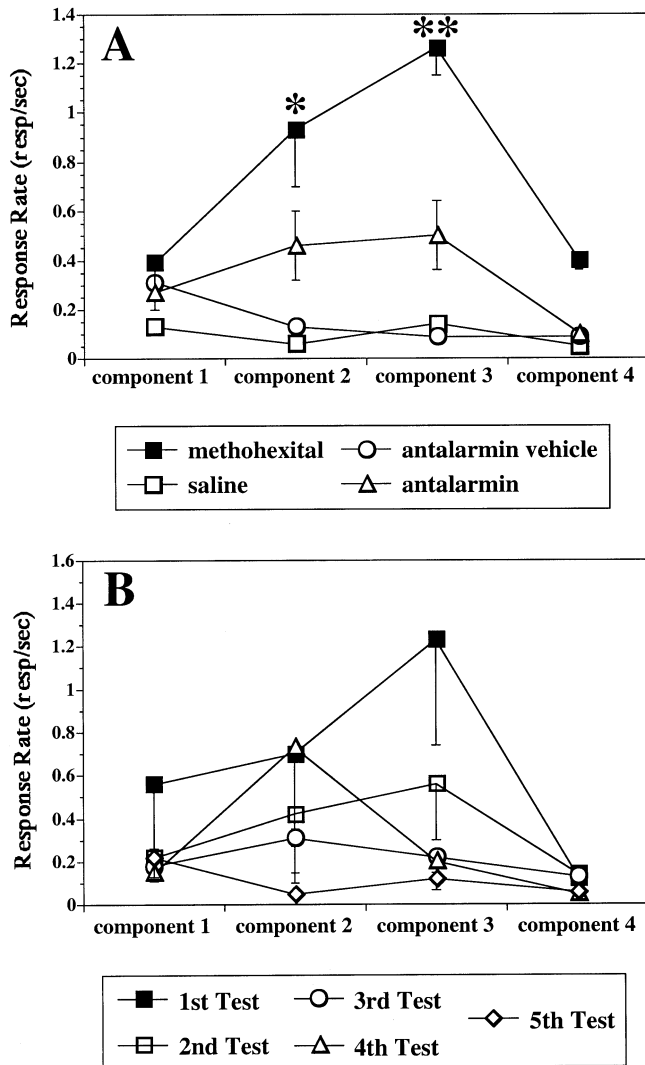 A
* **
Response Rate (resp/sec)
1.4
1.2
1
0.8
0.6
0.4
0.2
0
component 1 component 2 component 3 component 4
methohexital antalarmin vehicle
saline antalarmin
B
Response Rate (resp/sec)
1.6
1.4
1.2
1
0.8
0.6
0.4
0.2
0
component 1 component 2 component 3 component 4
1st Test 3rd Test 5th Test
2nd Test 4th Test